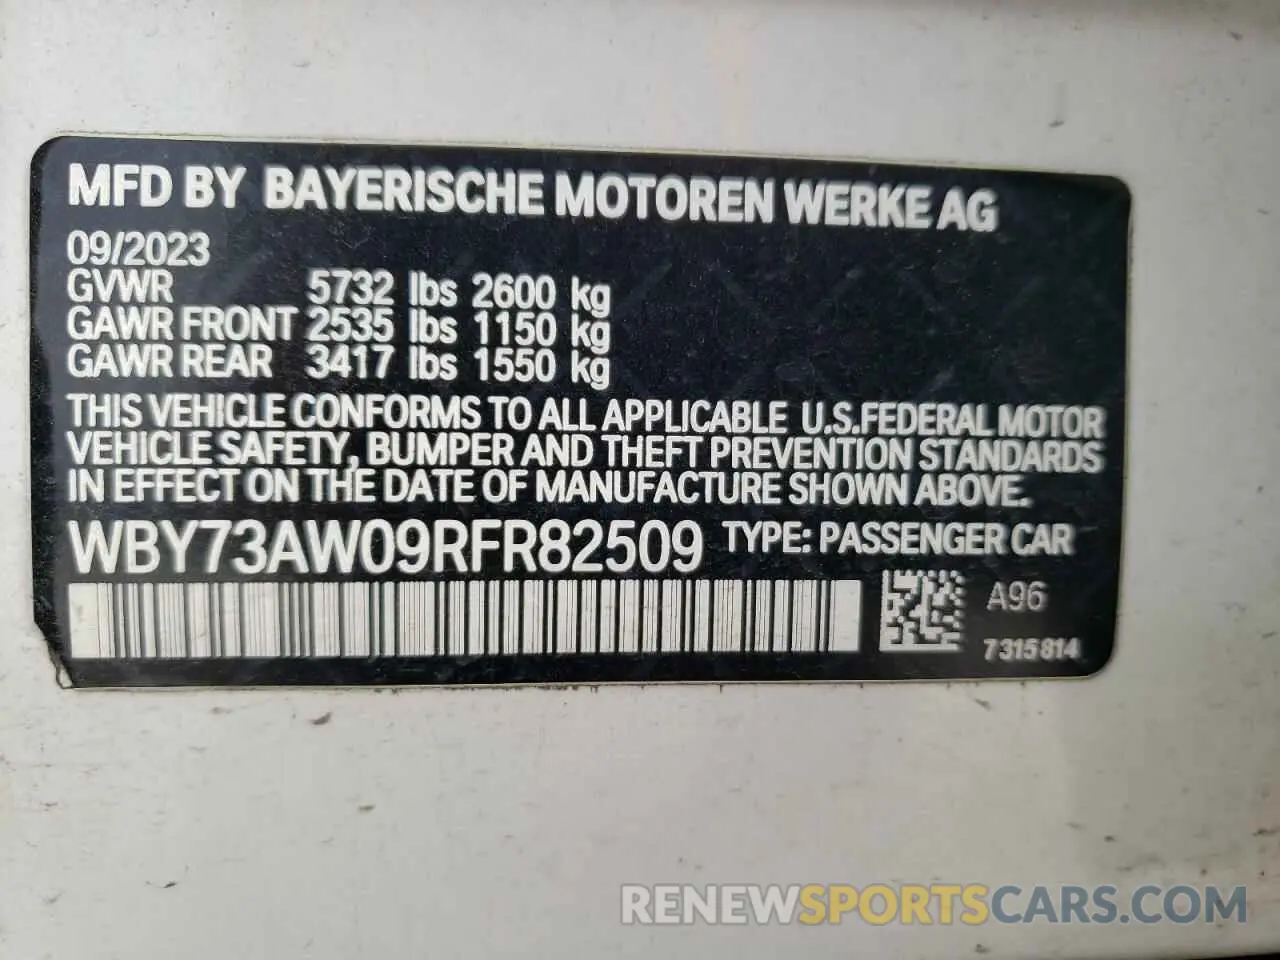 MFD BY BAYERISCHE MOTOREN WERKE AG
09/2023
GVWR 5732 lbs 2600 kg
GAWR FRONT 2535 lbs 1150 kg
GAWR REAR 3417 lbs 1550 kg
THIS VEHICLE CONFORMS TO ALL APPLICABLE U.S.FEDERAL MOTOR
VEHICLE SAFETY, BUMPER AND THEFT PREVENTION STANDARDS
IN EFFECT ON THE DATE OF MANUFACTURE SHOWN ABOVE.
WBY73AW09RFR82509 TYPE: PASSENGER CAR
A96
7315814
RENEWSPORTSCARS.COM